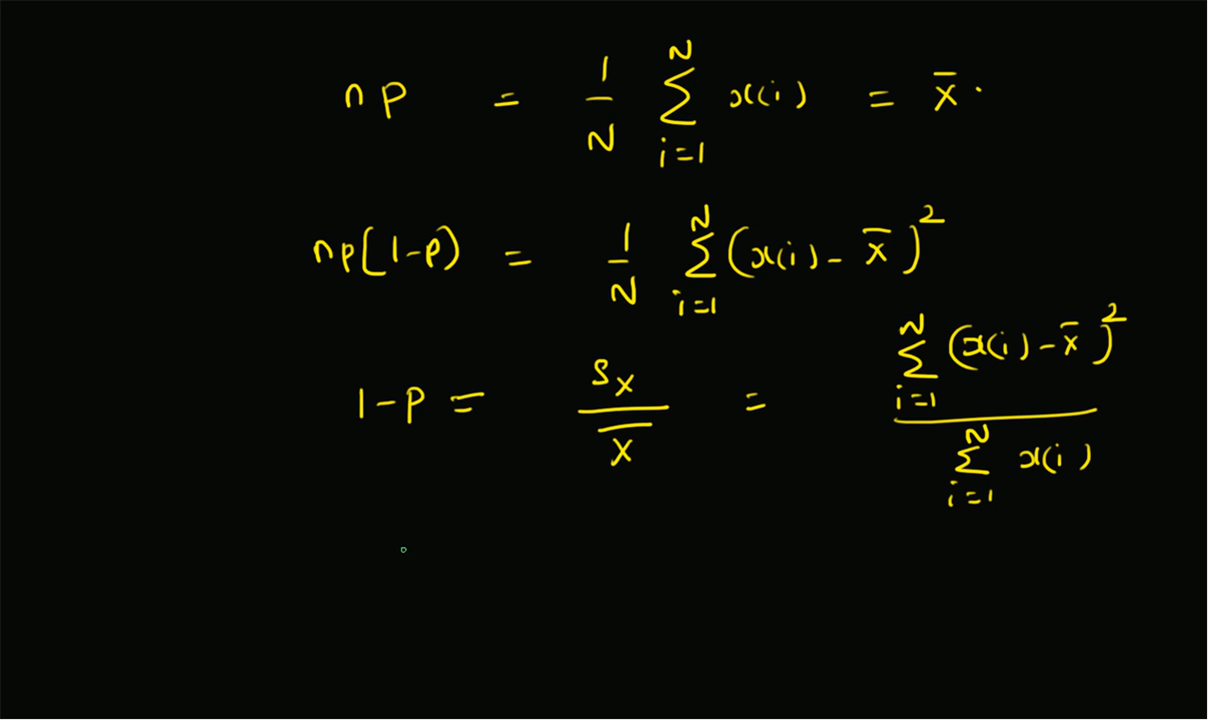 np = 1/N ∑_{i=1}^{N} x(i) = x̄.
np(1-p) = 1/N ∑_{i=1}^{N} (x(i) - x̄)²
1-p = s_x / x̄ = ∑_{i=1}^{N} (x(i) - x̄)² / ∑_{i=1}^{N} x(i)